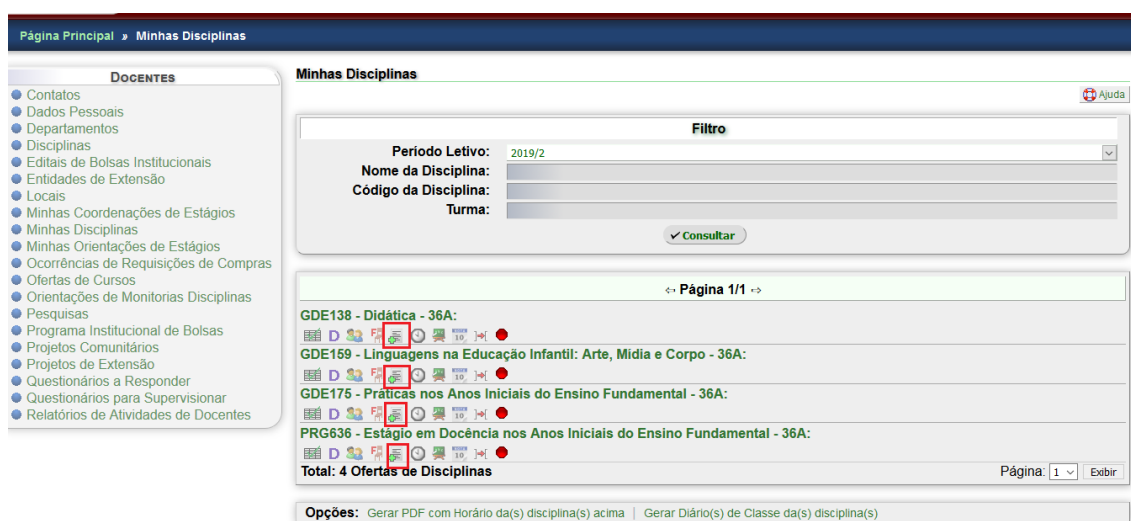 Página Principal » Minhas Disciplinas
DOCENTES
Contatos
Dados Pessoais
Departamentos
Disciplinas
Editais de Bolsas Institucionais
Entidades de Extensão
Locais
Minhas Coordenações de Estágios
Minhas Disciplinas
Minhas Orientações de Estágios
Ocorrências de Requisições de Compras
Ofertas de Cursos
Orientações de Monitorias Disciplinas
Pesquisas
Programa Institucional de Bolsas
Projetos Comunitários
Projetos de Extensão
Questionários a Responder
Questionários para Supervisionar
Relatórios de Atividades de Docentes
Minhas Disciplinas
Ajuda
Filtro
Período Letivo: 2019/2
Nome da Disciplina:
Código da Disciplina:
Turma:
Consultar
Página 1/1
GDE138 - Didática - 36A:
D 10
GDE159 - Linguagens na Educação Infantil: Arte, Mídia e Corpo - 36A:
D 10
GDE175 - Práticas nos Anos Iniciais do Ensino Fundamental - 36A:
D 10
PRG636 - Estágio em Docência nos Anos Iniciais do Ensino Fundamental - 36A:
D 10
Total: 4 Ofertas de Disciplinas
Página: 1 Exibir
Opções: Gerar PDF com Horário da(s) disciplina(s) acima | Gerar Diário(s) de Classe da(s) disciplina(s)